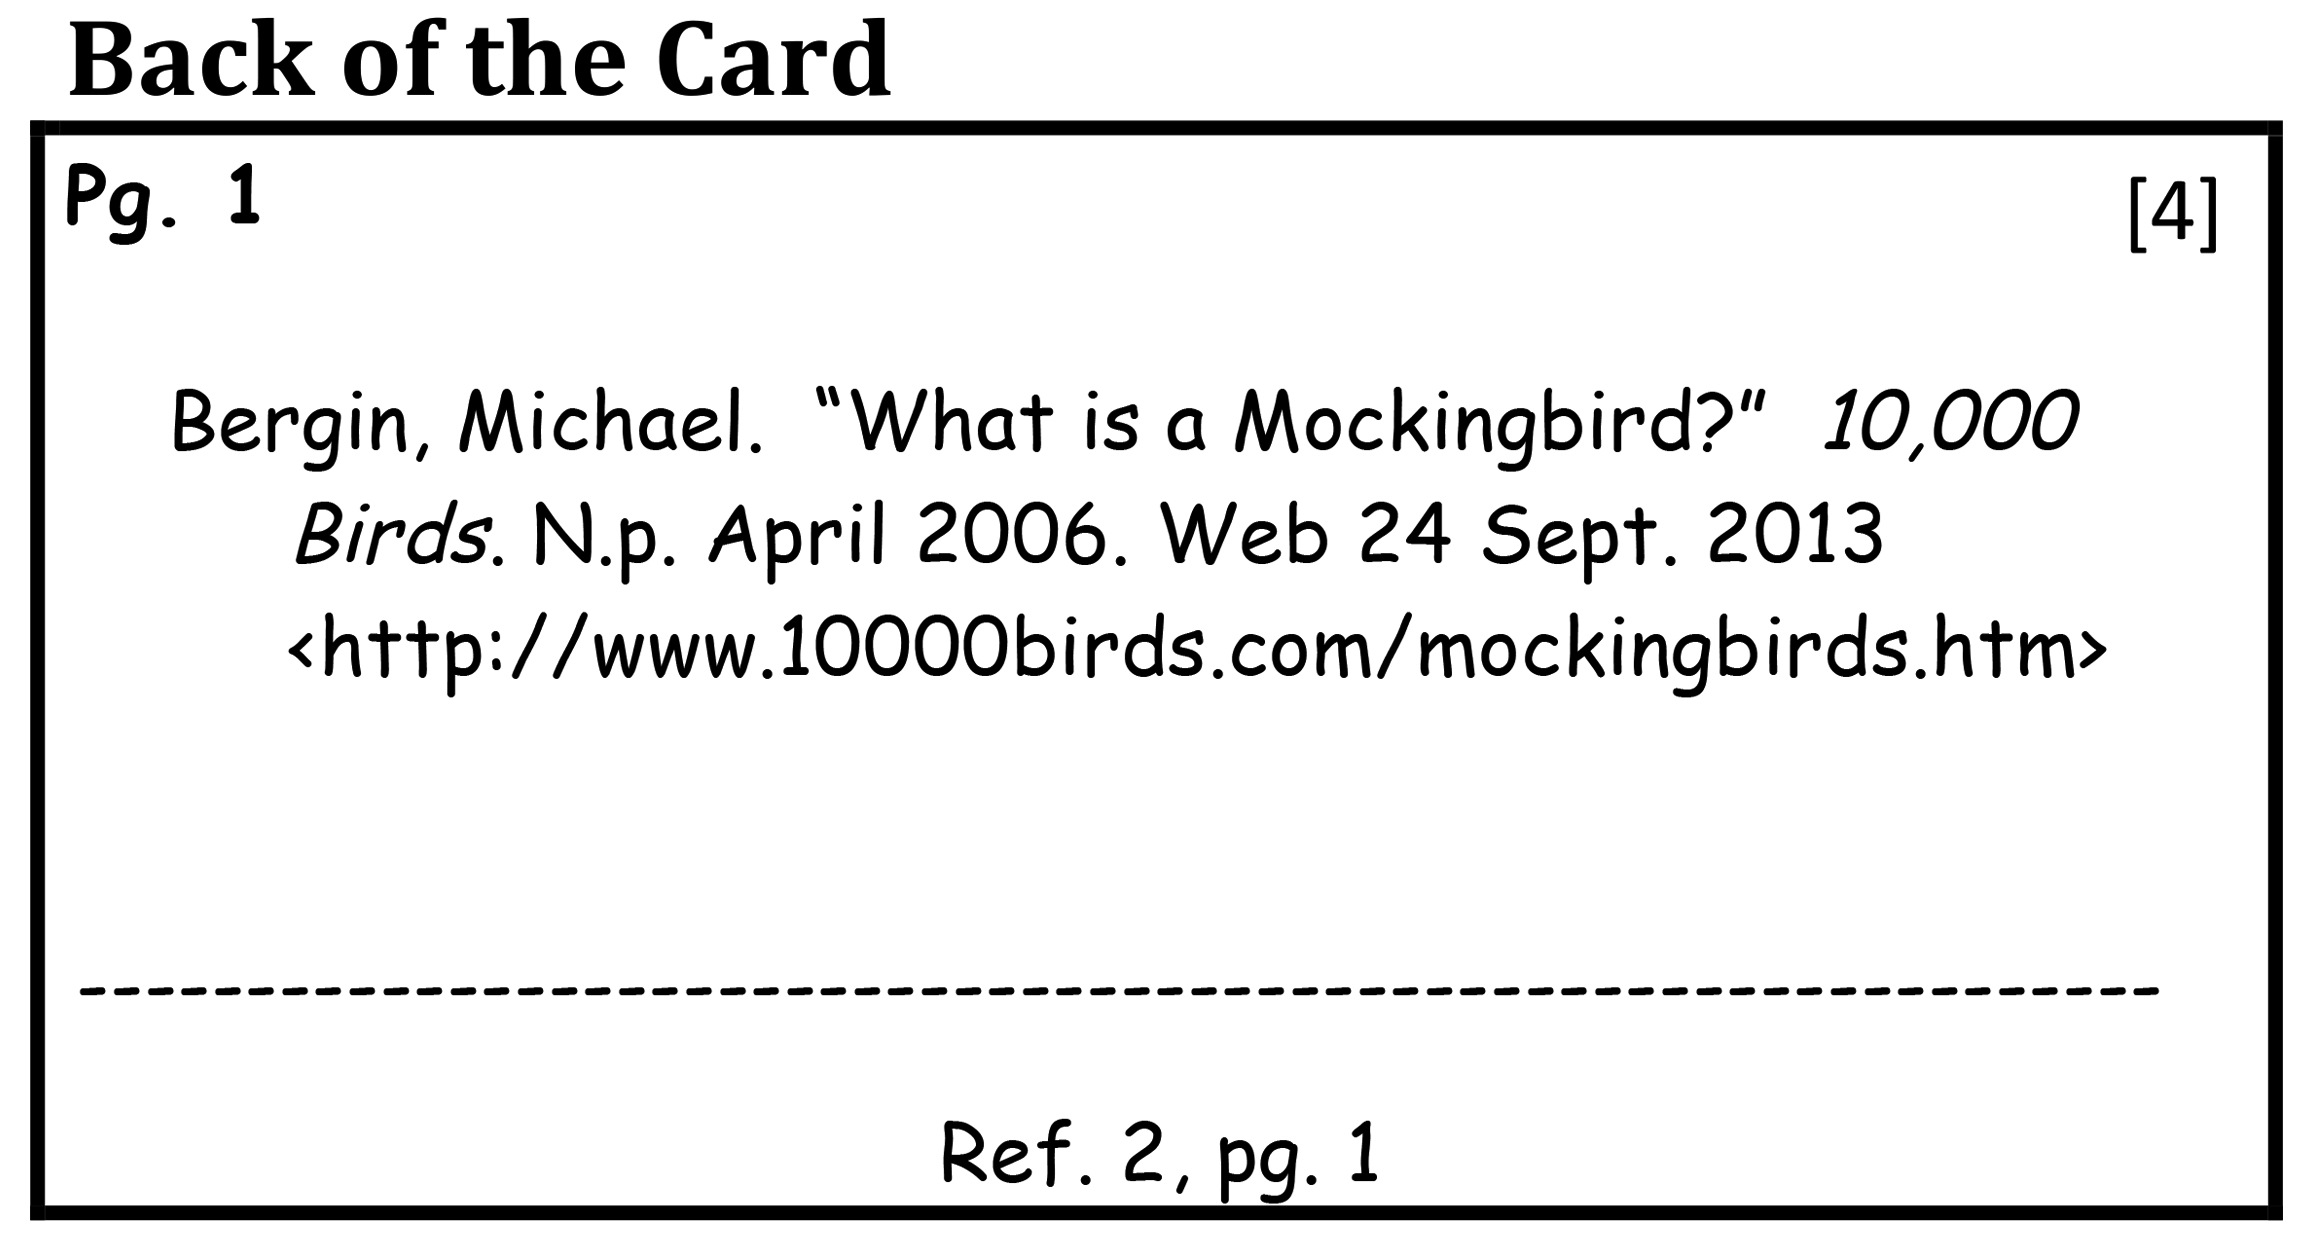 Back of the Card
Pg. 1 [4]
Bergin, Michael. “What is a Mockingbird?” 10,000
Birds. N.p. April 2006. Web 24 Sept. 2013
<http://www.10000birds.com/mockingbirds.htm>
--------------------------------------------------------------
Ref. 2, pg. 1